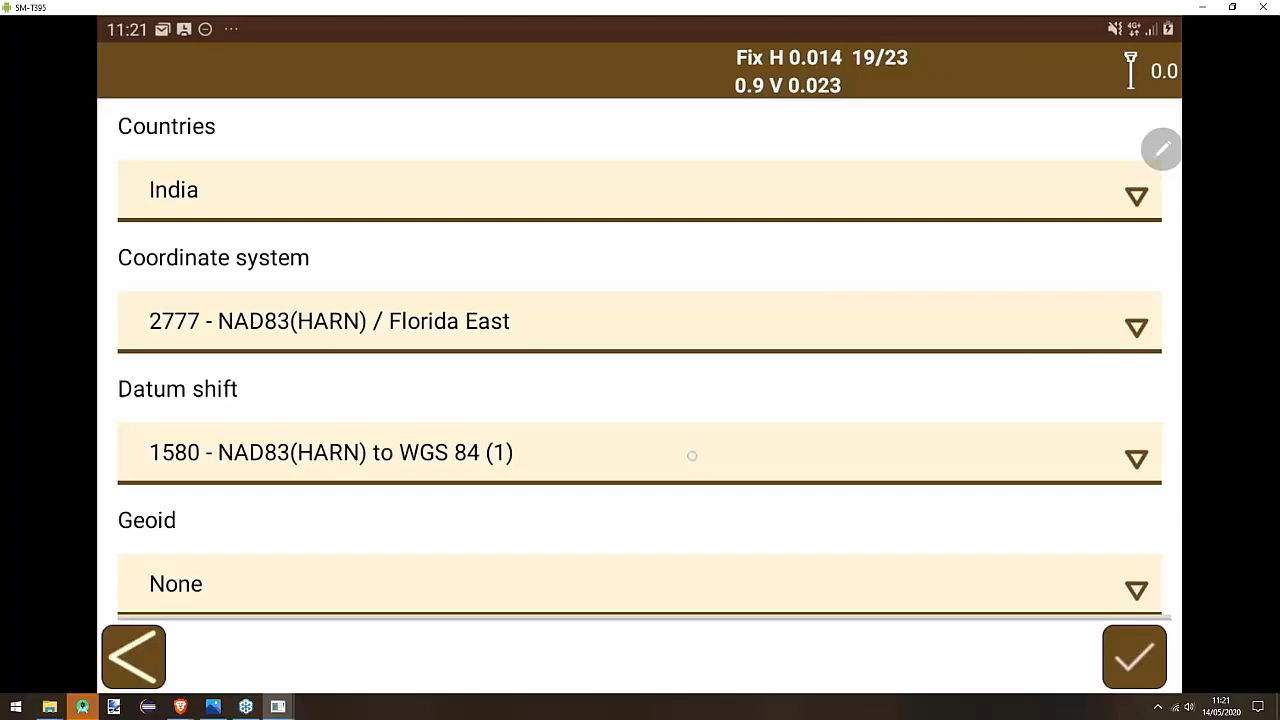 SM-T395
11:21
4G+
Fix H 0.014 19/23
0.9 V 0.023
0.0
Countries
India
Coordinate system
2777 - NAD83(HARN) / Florida East
Datum shift
1580 - NAD83(HARN) to WGS 84 (1)
Geoid
None
11:21
14/05/2020